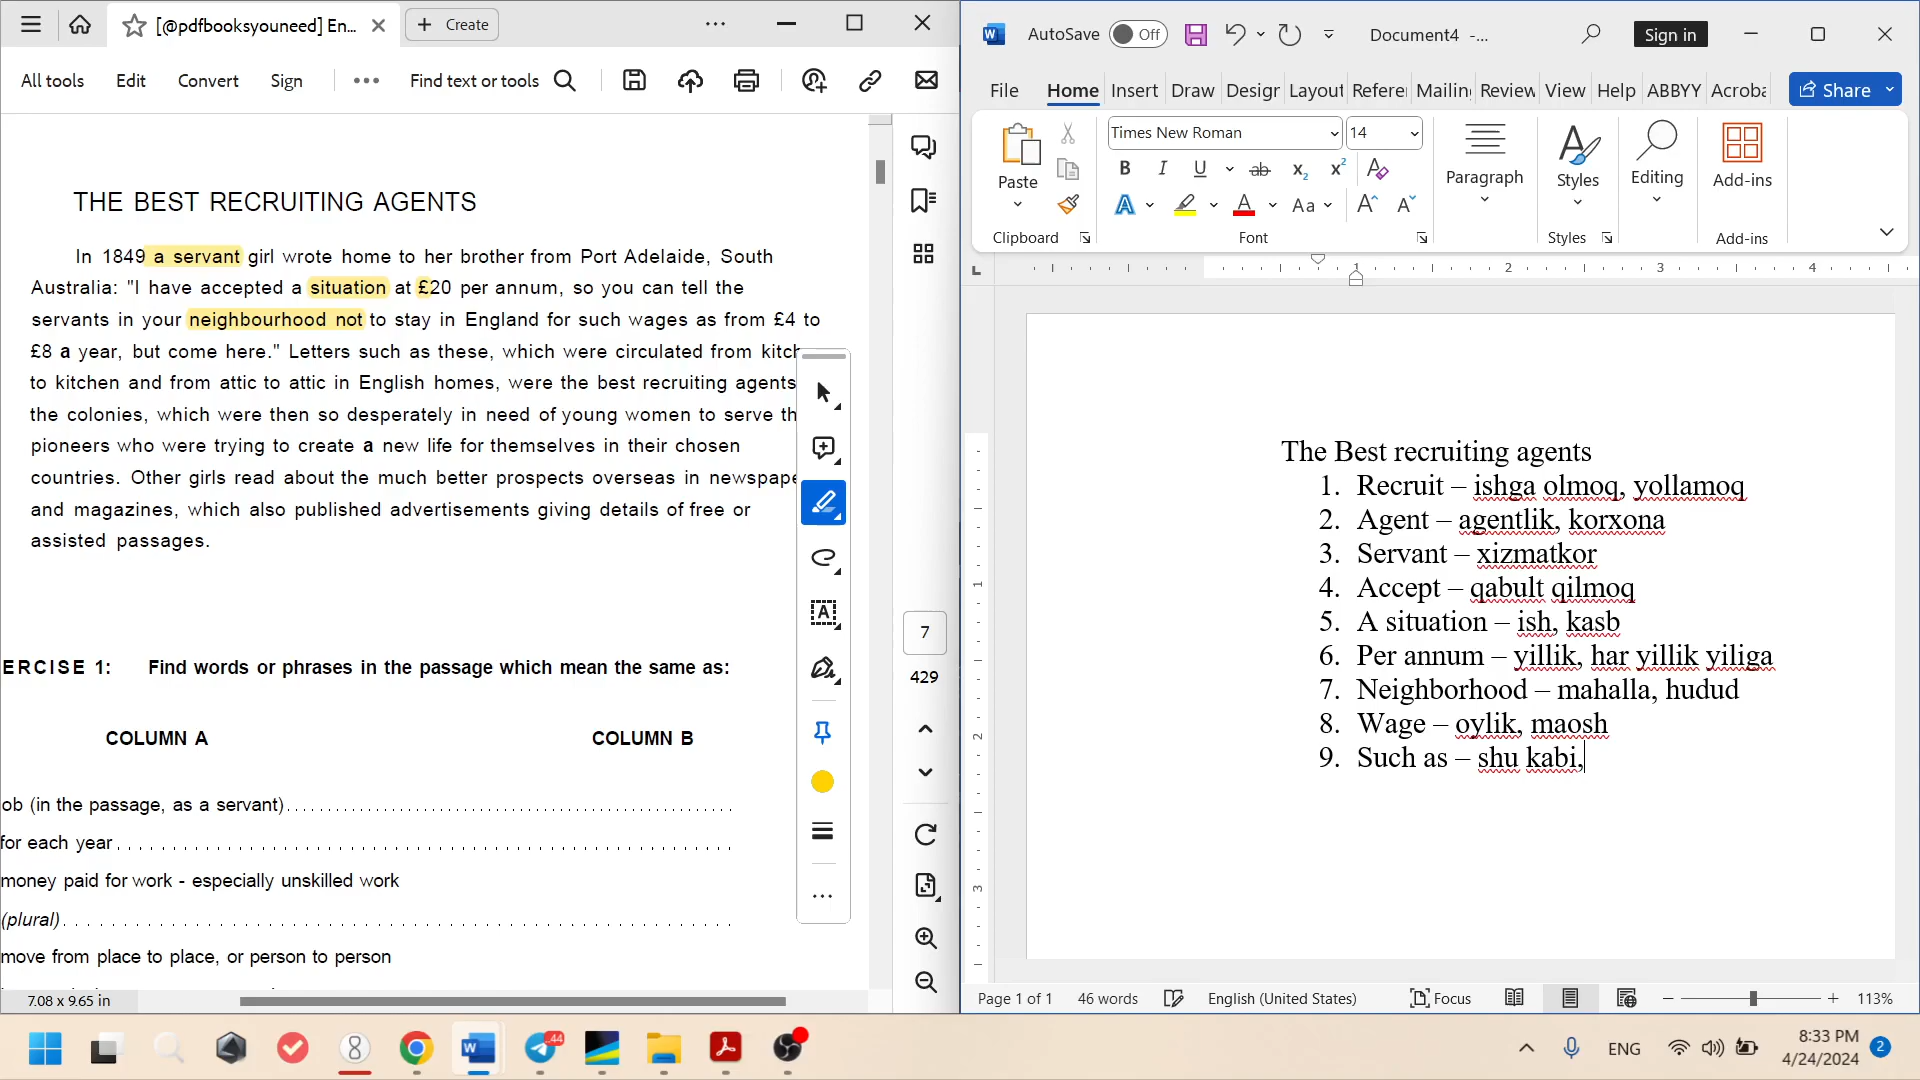 [@pdfbooksyouneed] En...
Create
All tools Edit Convert Sign Find text or tools
THE BEST RECRUITING AGENTS
In 1849 a servant girl wrote home to her brother from Port Adelaide, South
Australia: "I have accepted a situation at £20 per annum, so you can tell the
servants in your neighbourhood not to stay in England for such wages as from £4 to
£8 a year, but come here." Letters such as these, which were circulated from kitch
to kitchen and from attic to attic in English homes, were the best recruiting agents
the colonies, which were then so desperately in need of young women to serve th
pioneers who were trying to create a new life for themselves in their chosen
countries. Other girls read about the much better prospects overseas in newspape
and magazines, which also published advertisements giving details of free or
assisted passages.
ERCISE 1: Find words or phrases in the passage which mean the same as:
COLUMN A COLUMN B
ob (in the passage, as a servant)
for each year
money paid for work - especially unskilled work
(plural)
move from place to place, or person to person
7.08 x 9.65 in
7
429
AutoSave Off Document4 -... Sign in
File Home Insert Draw Design Layout Refere Mailin Review View Help ABBYY Acroba Share
Paste
Clipboard
Times New Roman 14
Font
Paragraph
Styles
Styles
Editing
Add-ins
Add-ins
1 2 3 4
1
2
3
The Best recruiting agents
1. Recruit – ishga olmoq, yollamoq
2. Agent – agentlik, korxona
3. Servant – xizmatkor
4. Accept – qabult qilmoq
5. A situation – ish, kasb
6. Per annum – yillik, har yillik yiliga
7. Neighborhood – mahalla, hudud
8. Wage – oylik, maosh
9. Such as – shu kabi,
Page 1 of 1 46 words English (United States) Focus 113%
44
ENG
8:33 PM
4/24/2024
2